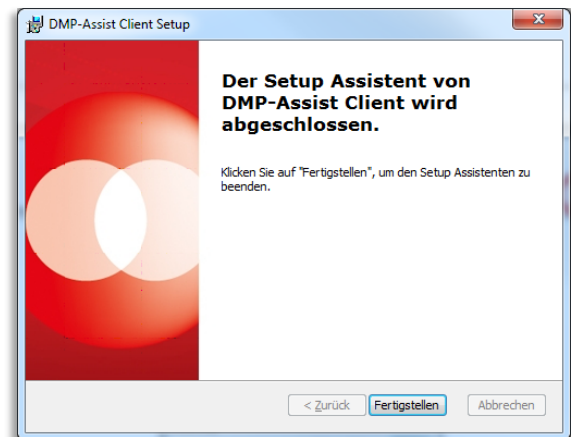 DMP-Assist Client Setup
Der Setup Assistent von
DMP-Assist Client wird
abgeschlossen.
Klicken Sie auf "Fertigstellen", um den Setup Assistenten zu
beenden.
< Zurück Fertigstellen Abbrechen